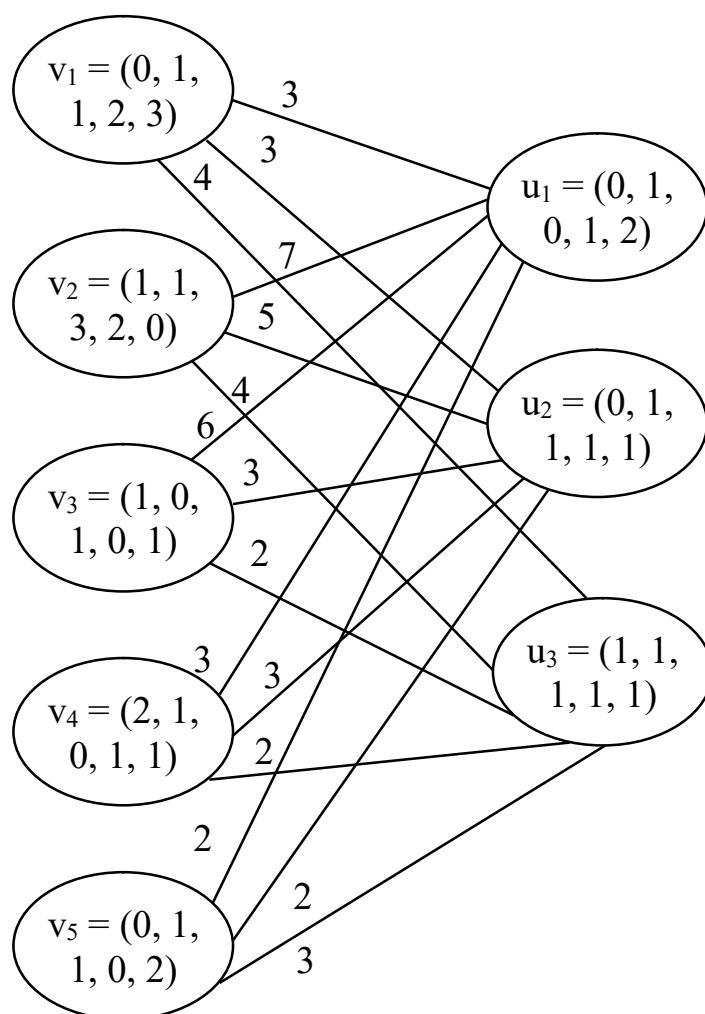 v₁ = (0, 1,
1, 2, 3)
3
3
4
u₁ = (0, 1,
0, 1, 2)
v₂ = (1, 1,
3, 2, 0)
7
5
4
6
u₂ = (0, 1,
1, 1, 1)
v₃ = (1, 0,
1, 0, 1)
3
2
u₃ = (1, 1,
1, 1, 1)
v₄ = (2, 1,
0, 1, 1)
3
3
2
2
v₅ = (0, 1,
1, 0, 2)
2
3